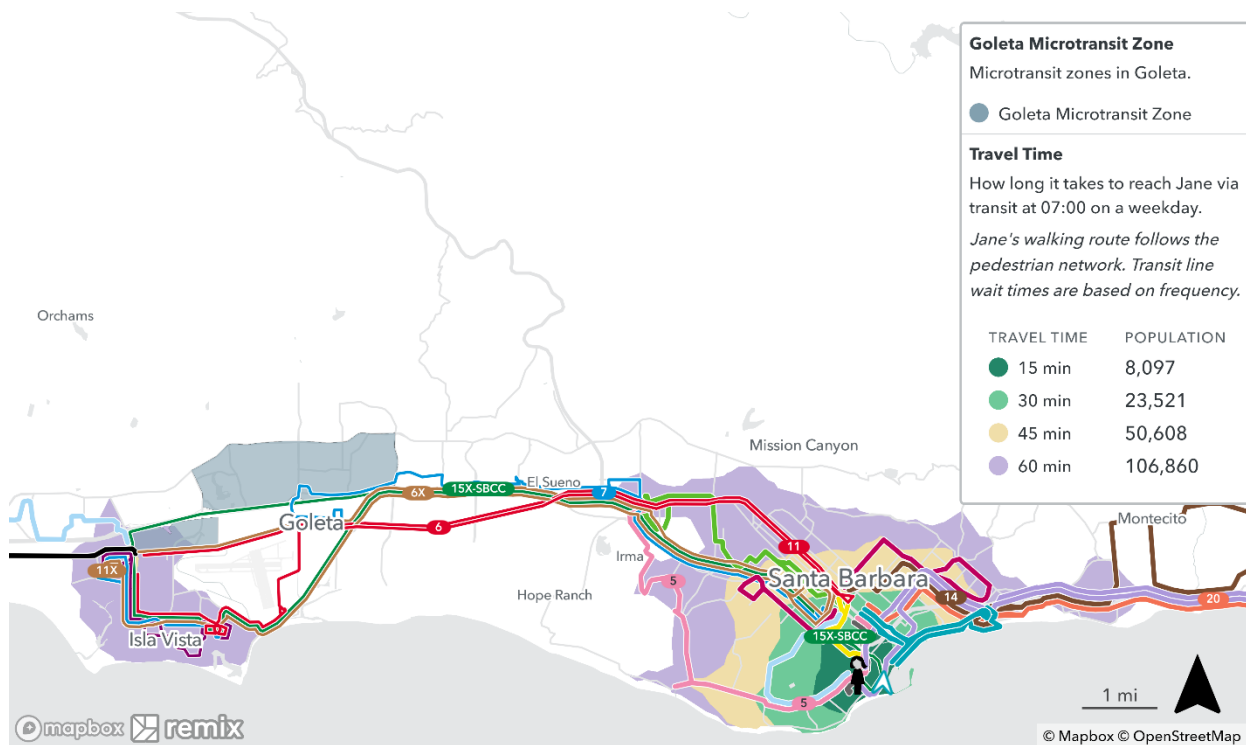 Goleta Microtransit Zone
Microtransit zones in Goleta.
Goleta Microtransit Zone
Travel Time
How long it takes to reach Jane via
transit at 07:00 on a weekday.
Jane's walking route follows the
pedestrian network. Transit line
wait times are based on frequency.
TRAVEL TIME POPULATION
15 min 8,097
30 min 23,521
45 min 50,608
60 min 106,860
Orchams
Mission Canyon
El Sueno
15X-SBCC
6X
7
Goleta
6
Montecito
11
Irma
11X
Santa Barbara
5
Hope Ranch
14
20
Isla Vista
15X-SBCC
5
1 mi
mapbox remix
© Mapbox © OpenStreetMap